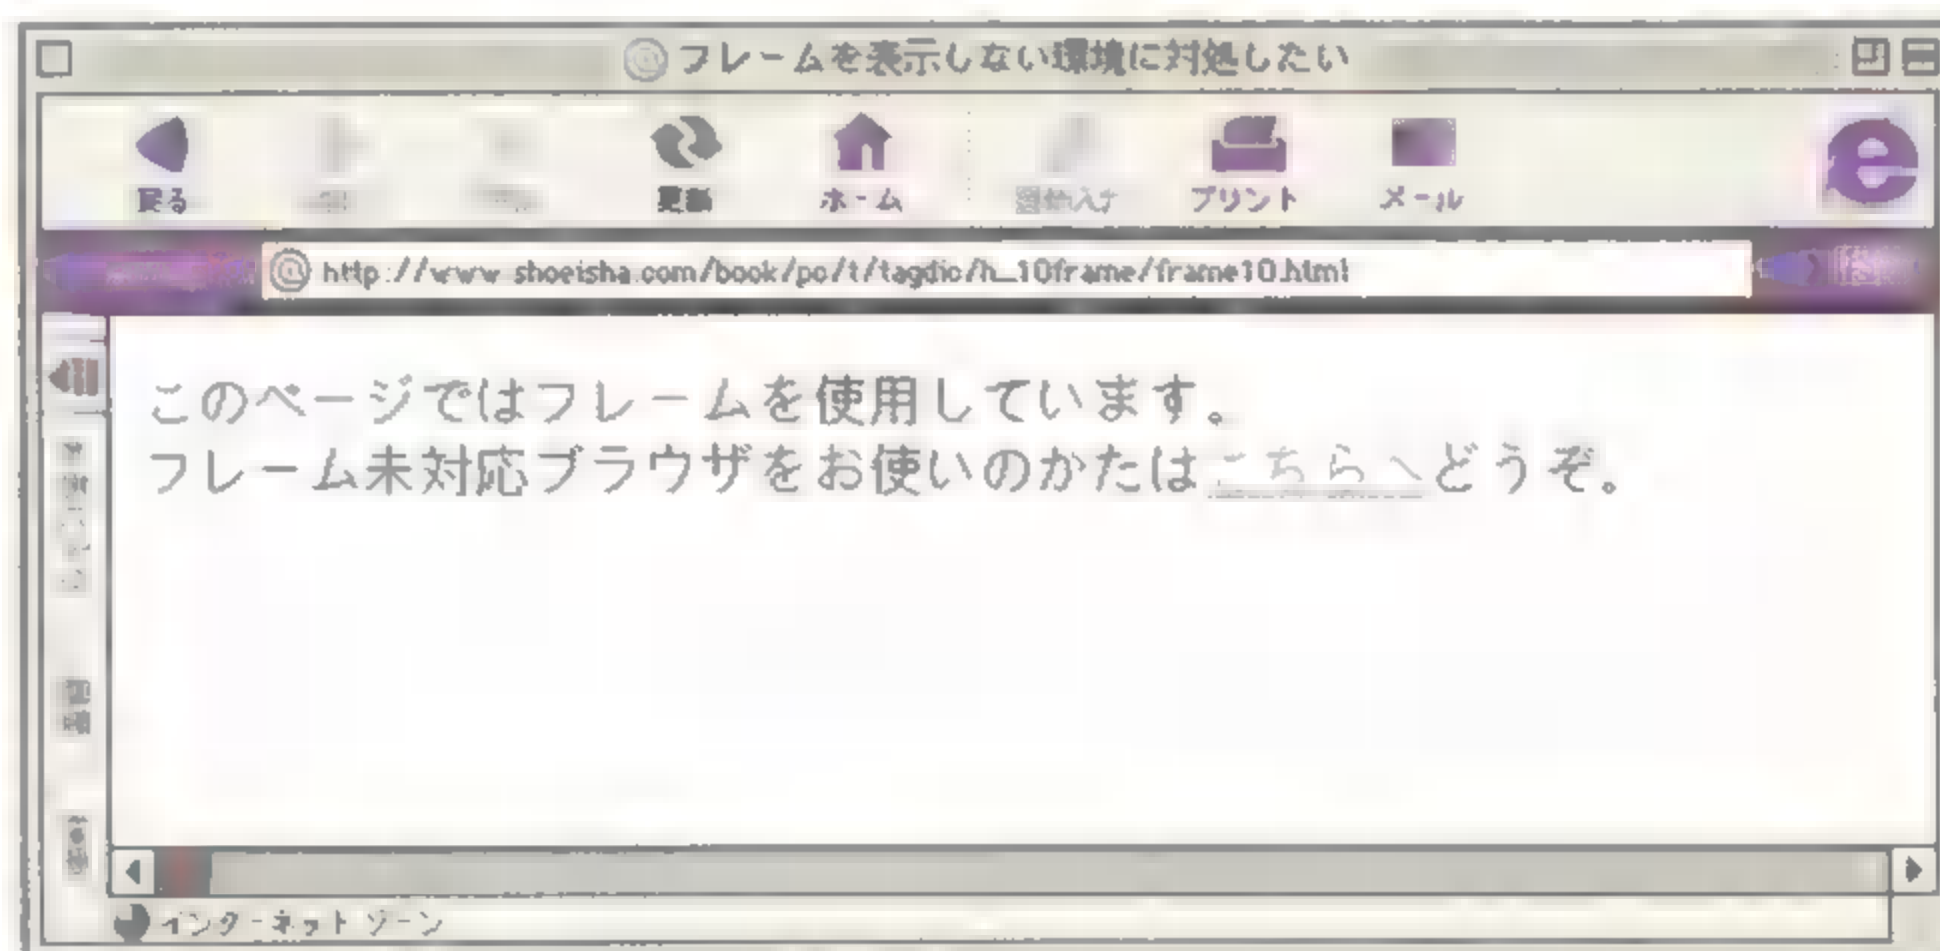 フレームを表示しない環境に対処したい
戻る 更新 ホーム プリント メール
http://www.shoeisha.com/book/pc/t/tagdic/h_10frame/frame10.html
このページではフレームを使用しています。
フレーム未対応ブラウザをお使いのかたはこちらへどうぞ。
インターネット ゾーン